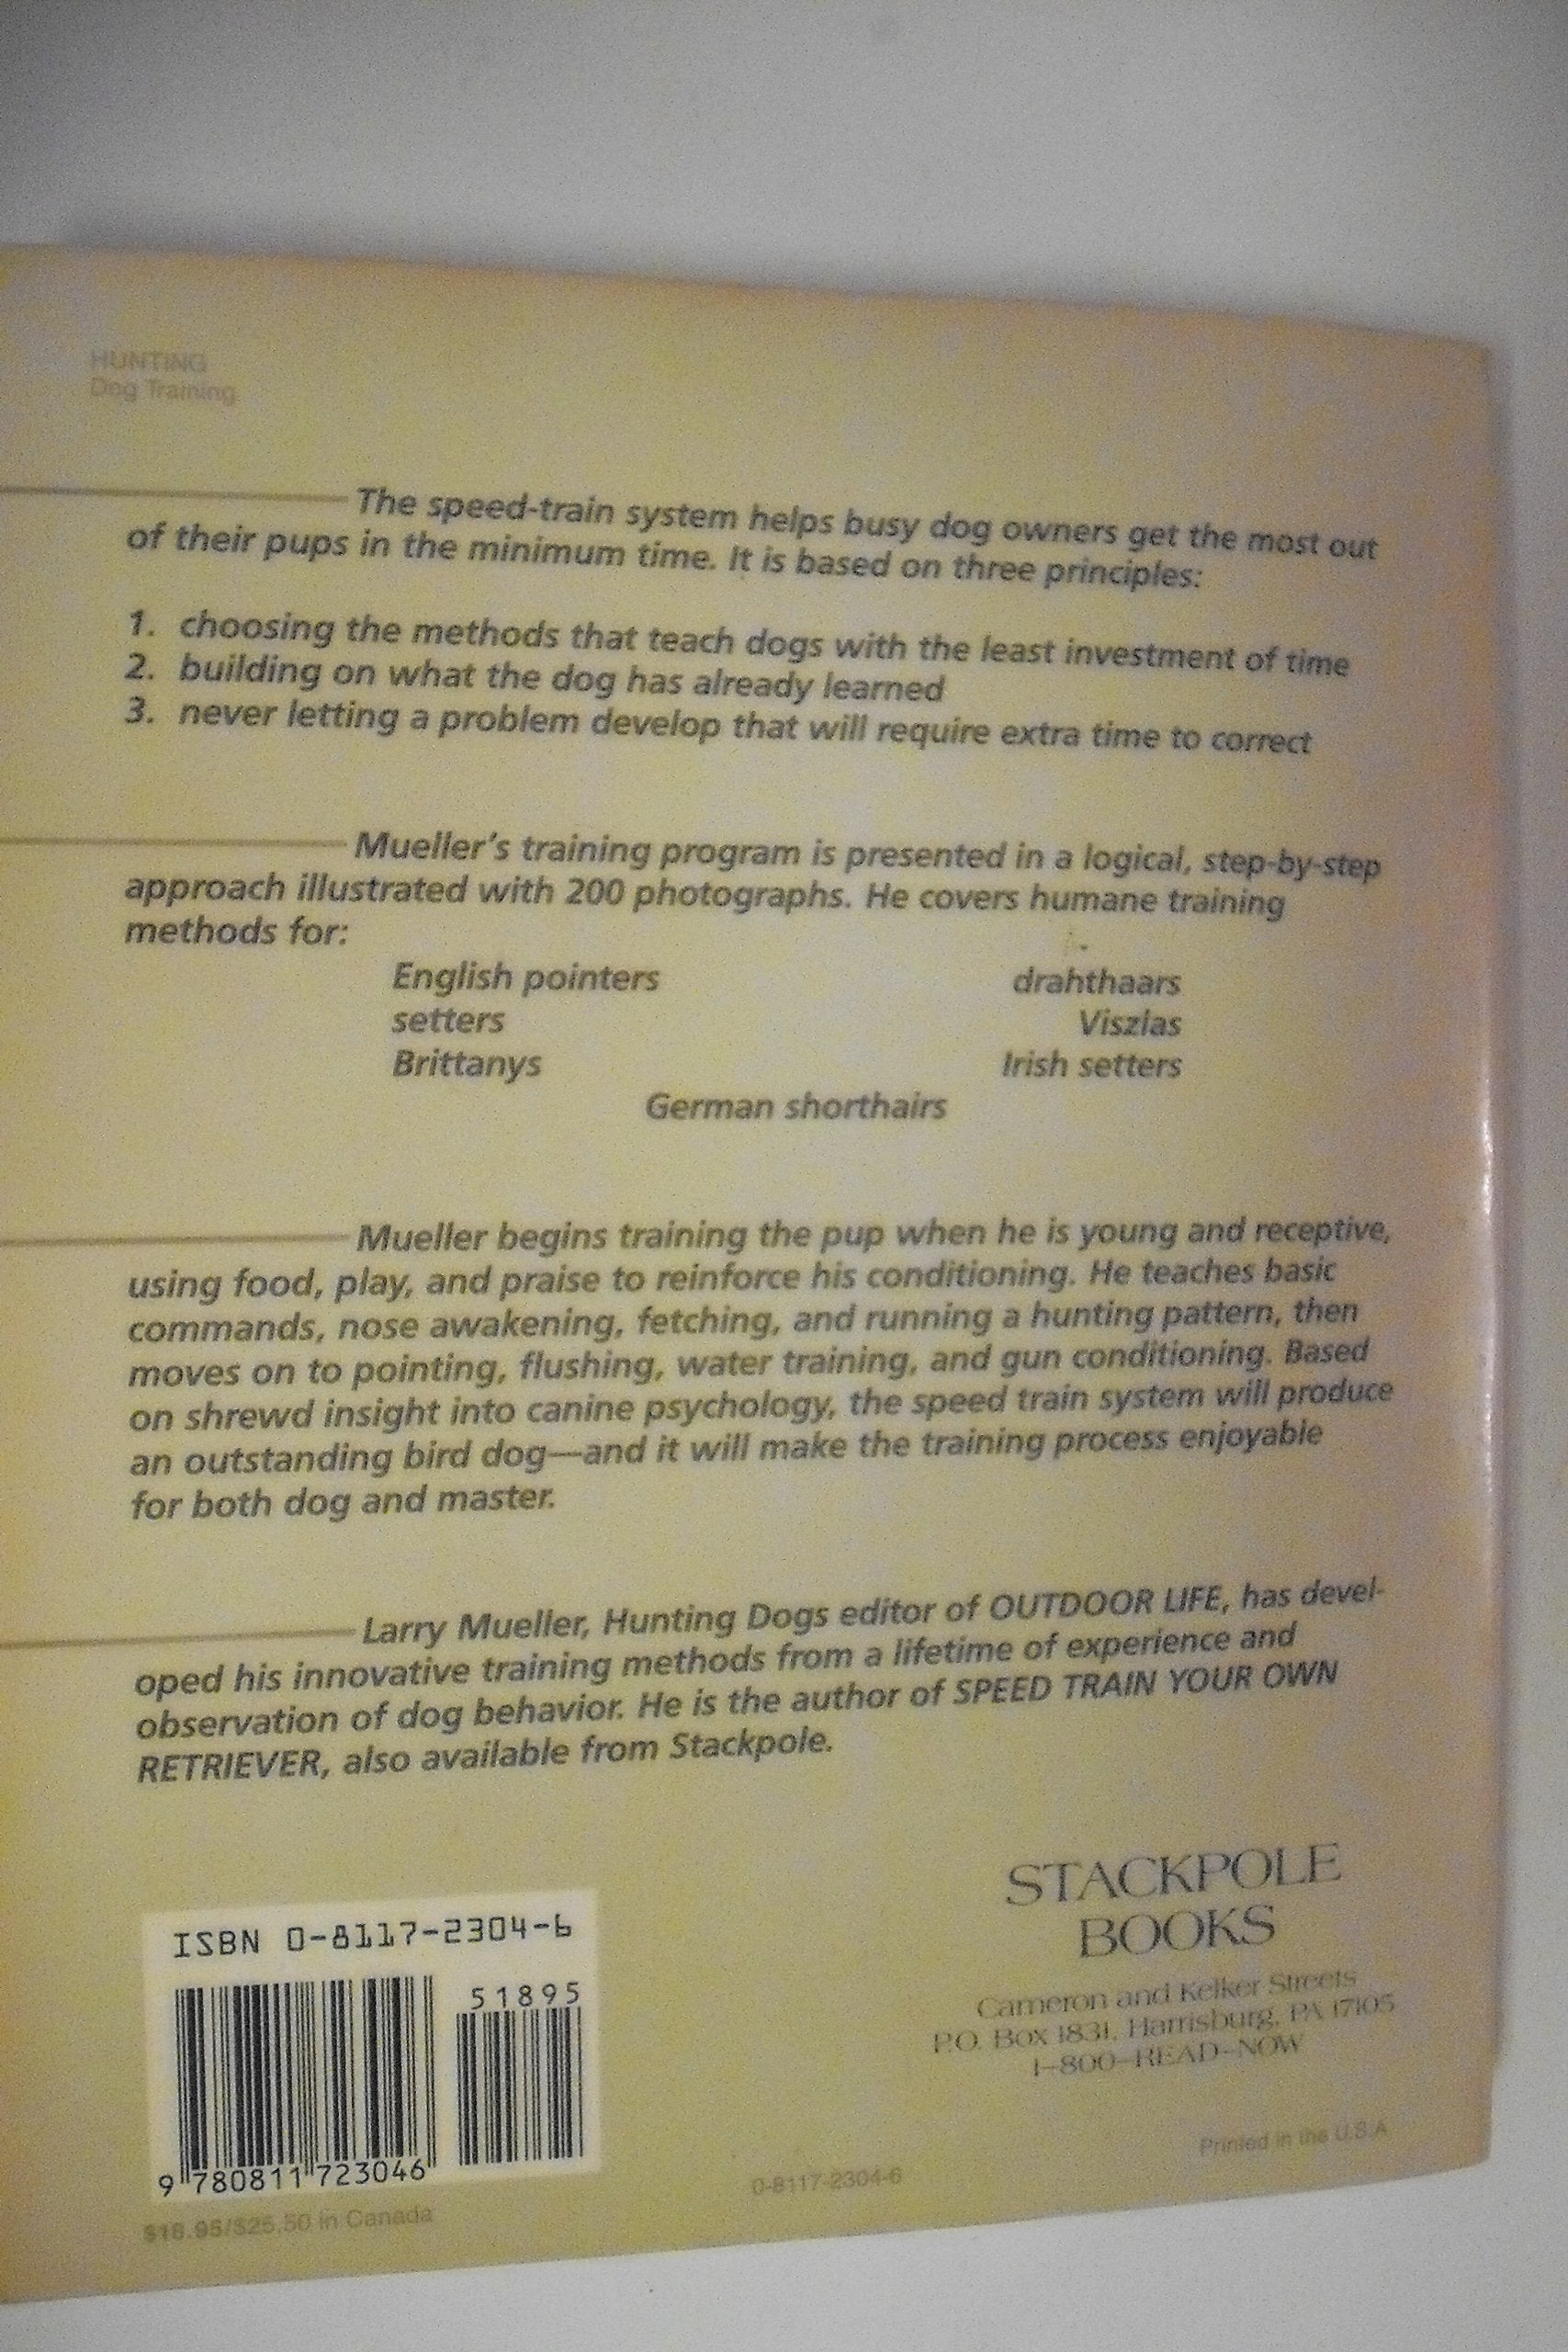 HUNTING
Dog Training
The speed-train system helps busy dog owners get the most out
of their pups in the minimum time. It is based on three principles:
1. choosing the methods that teach dogs with the least investment of time
2. building on what the dog has already learned
3. never letting a problem develop that will require extra time to correct
Mueller's training program is presented in a logical, step-by-step
approach illustrated with 200 photographs. He covers humane training
methods for:
English pointers drahthaars
setters Viszlas
Brittanys Irish setters
German shorthairs
Mueller begins training the pup when he is young and receptive,
using food, play, and praise to reinforce his conditioning. He teaches basic
commands, nose awakening, fetching, and running a hunting pattern, then
moves on to pointing, flushing, water training, and gun conditioning. Based
on shrewd insight into canine psychology, the speed train system will produce
an outstanding bird dog—and it will make the training process enjoyable
for both dog and master.
Larry Mueller, Hunting Dogs editor of OUTDOOR LIFE, has devel-
oped his innovative training methods from a lifetime of experience and
observation of dog behavior. He is the author of SPEED TRAIN YOUR OWN
RETRIEVER, also available from Stackpole.
STACKPOLE
BOOKS
Cameron and Kelker Streets
P.O. Box 1831, Harrisburg, PA 17105
1-800-READ-NOW
ISBN 0-8117-2304-6
51895
9 780811 723046
$18.95/$25.50 in Canada
0-8117-2304-6
Printed in the U.S.A